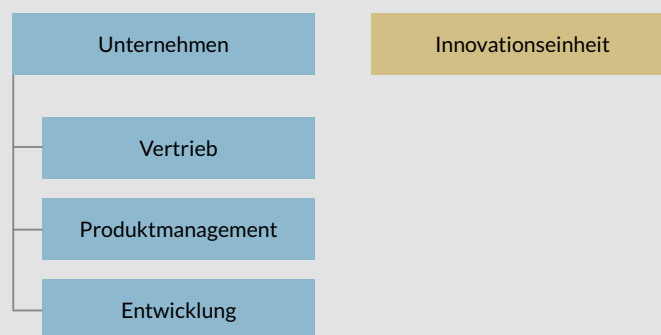 Unternehmen
Innovationseinheit
Vertrieb
Produktmanagement
Entwicklung